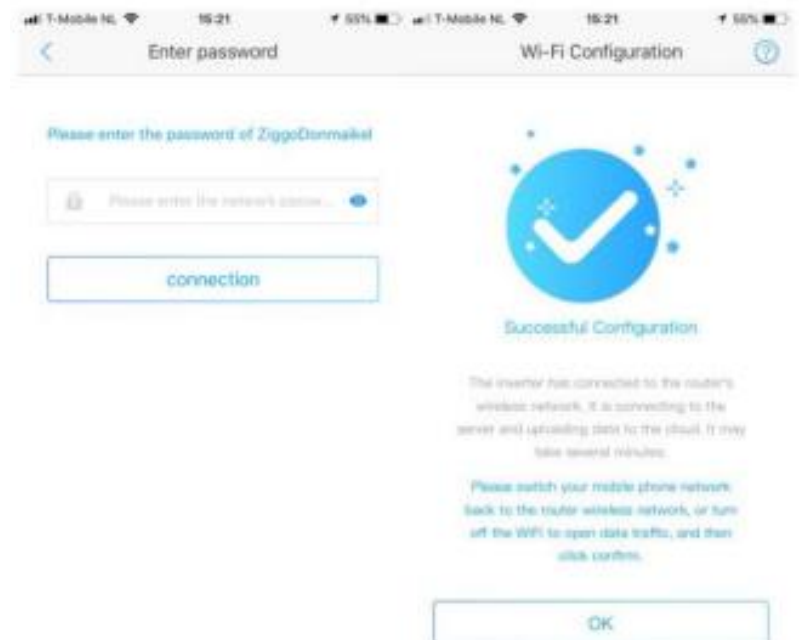 T-Mobile NL 15:21 55%
Enter password
Please enter the password of ZiggoDonmaikel
Please enter the network passw...
connection
T-Mobile NL 15:21 55%
Wi-Fi Configuration ?
Successful Configuration
The inverter has connected to the router's
wireless network. It is connecting to the
server and uploading data to the cloud. It may
take several minutes.
Please switch your mobile phone network
back to the router wireless network, or turn
off the WiFi to open data traffic, and then
click confirm.
OK